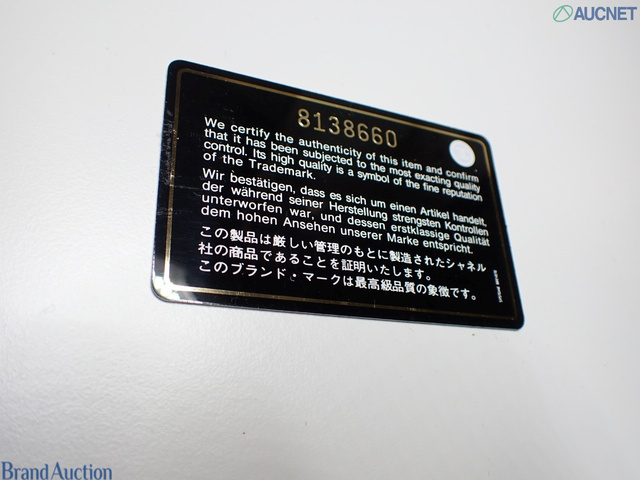 AUCNET
8138660
We certify the authenticity of this item and confirm
that it has been subjected to the most exacting quality
control. Its high quality is a symbol of the fine reputation
of the Trademark.
Wir bestätigen, dass es sich um einen Artikel handelt,
der während seiner Herstellung strengsten Kontrollen
unterworfen war, und dessen erstklassige Qualität
dem hohen Ansehen unserer Marke entspricht.
この製品は厳しい管理のもとに製造されたシャネル
社の商品であることを証明いたします。
このブランド・マークは最高級品質の象徴です。
Brand Auction